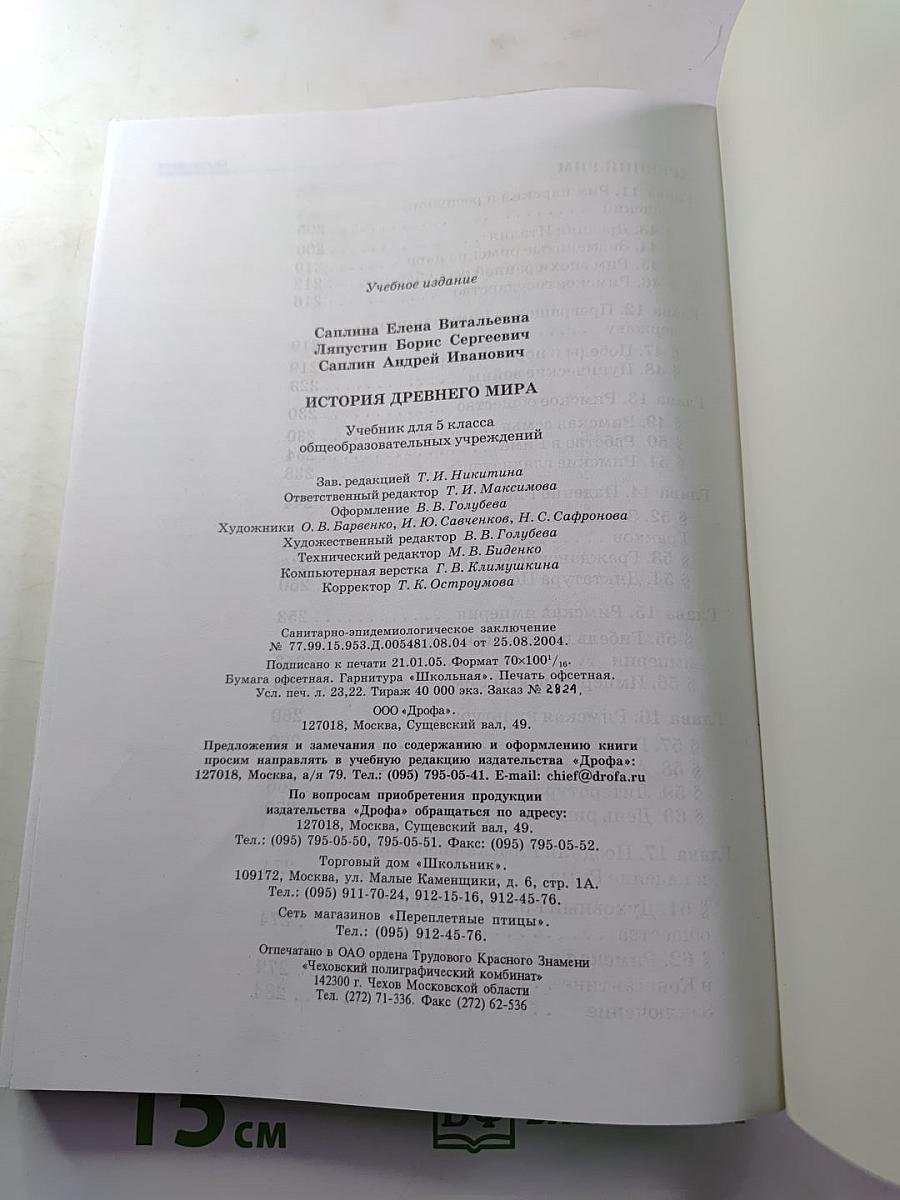 Учебное издание
Саплина Елена Витальевна
Ляпустин Борис Сергеевич
Саплин Андрей Иванович
ИСТОРИЯ ДРЕВНЕГО МИРА
Учебник для 5 класса
общеобразовательных учреждений
Зав. редакцией Т. И. Никитина
Ответственный редактор Т. И. Максимова
Оформление В. В. Голубева
Художники О. В. Барвенко, И. Ю. Савченков, Н. С. Сафронова
Художественный редактор В. В. Голубева
Технический редактор М. В. Биденко
Компьютерная верстка Г. В. Климушкина
Корректор Т. К. Остроумова
Санитарно-эпидемиологическое заключение
№ 77.99.15.953.Д.005481.08.04 от 25.08.2004.
Подписано к печати 21.01.05. Формат 70×100¹/₁₆.
Бумага офсетная. Гарнитура «Школьная». Печать офсетная.
Усл. печ. л. 23,22. Тираж 40 000 экз. Заказ № 2824.
ООО «Дрофа».
127018, Москва, Сущевский вал, 49.
Предложения и замечания по содержанию и оформлению книги
просим направлять в учебную редакцию издательства «Дрофа»:
127018, Москва, а/я 79. Тел.: (095) 795-05-41. E-mail: chief@drofa.ru
По вопросам приобретения продукции
издательства «Дрофа» обращаться по адресу:
127018, Москва, Сущевский вал, 49.
Тел.: (095) 795-05-50, 795-05-51. Факс: (095) 795-05-52.
Торговый дом «Школьник».
109172, Москва, ул. Малые Каменщики, д. 6, стр. 1А.
Тел.: (095) 911-70-24, 912-15-16, 912-45-76.
Сеть магазинов «Переплетные птицы».
Тел.: (095) 912-45-76.
Отпечатано в ОАО ордена Трудового Красного Знамени
«Чеховский полиграфический комбинат»
142300 г. Чехов Московской области
Тел. (272) 71-336. Факс (272) 62-536
15 см